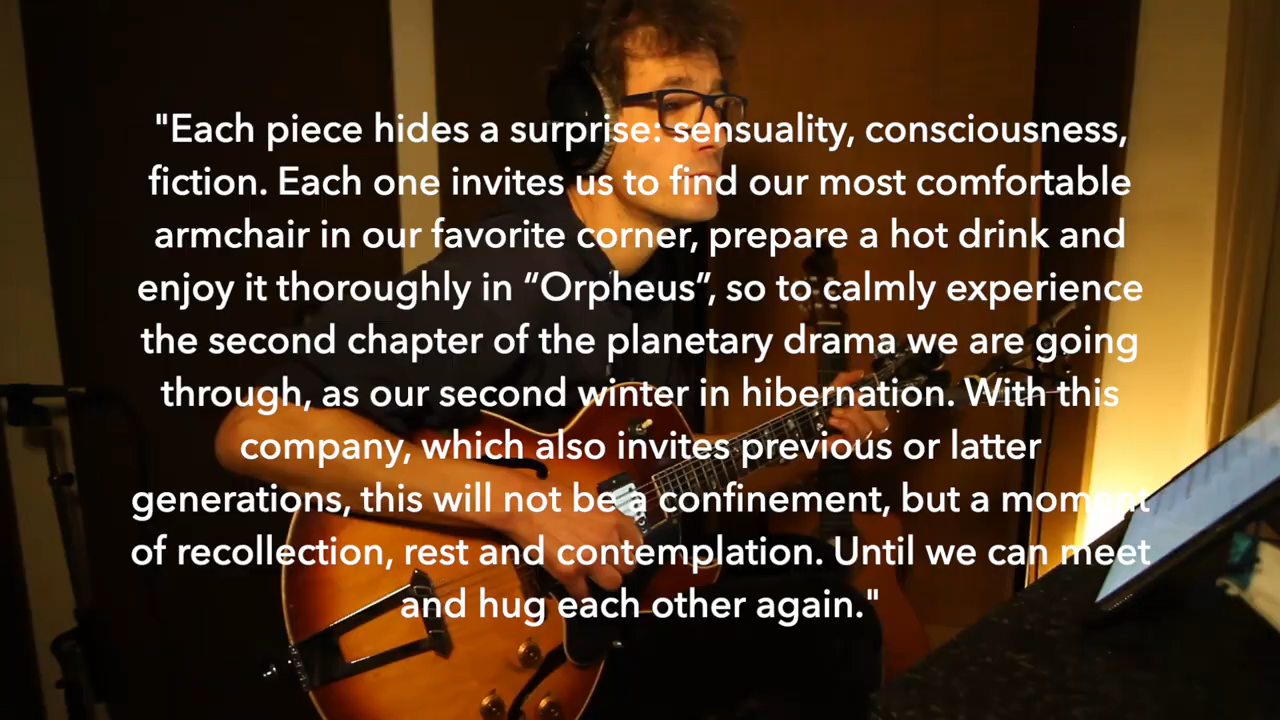 "Each piece hides a surprise: sensuality, consciousness,
fiction. Each one invites us to find our most comfortable
armchair in our favorite corner, prepare a hot drink and
enjoy it thoroughly in “Orpheus”, so to calmly experience
the second chapter of the planetary drama we are going
through, as our second winter in hibernation. With this
company, which also invites previous or latter
generations, this will not be a confinement, but a moment
of recollection, rest and contemplation. Until we can meet
and hug each other again."